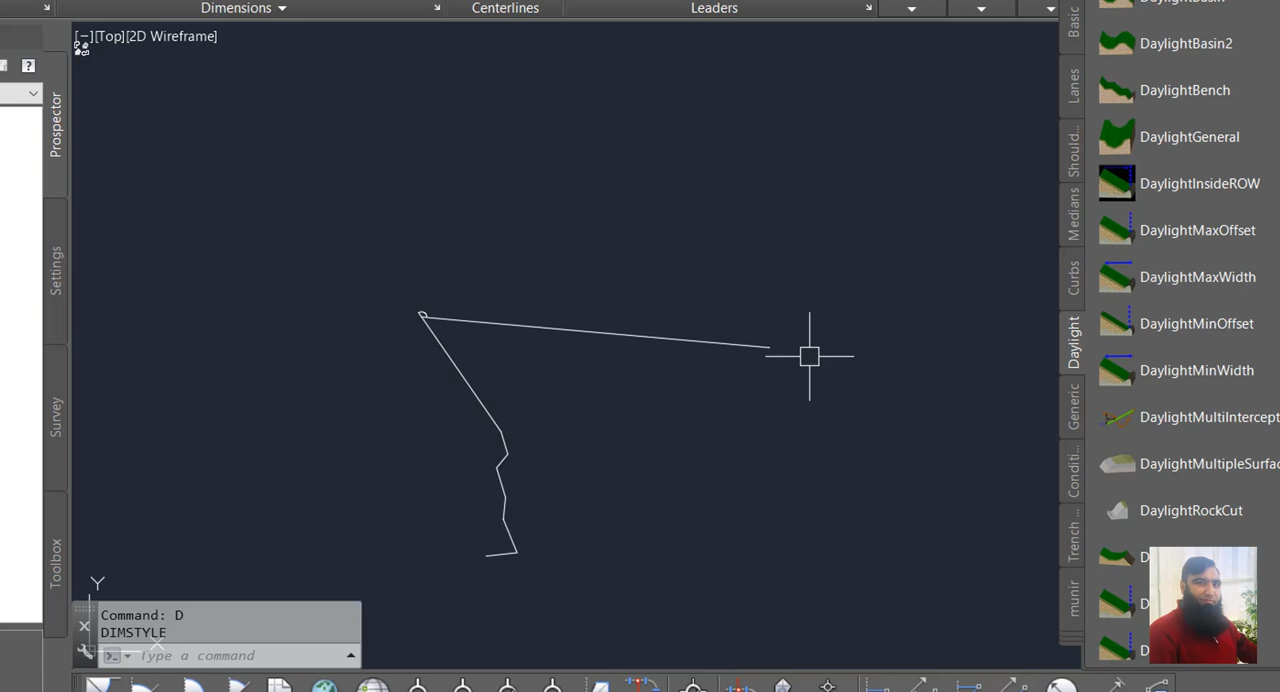 Dimensions
Centerlines
Leaders
[−][Top][2D Wireframe]
Prospector
Settings
Survey
Toolbox
Y
Command: D
DIMSTYLE
Type a command
Basic
Lanes
Should...
Medians
Curbs
Daylight
Generic
Conditi...
Trench ...
munir
DaylightBasin2
DaylightBench
DaylightGeneral
DaylightInsideROW
DaylightMaxOffset
DaylightMaxWidth
DaylightMinOffset
DaylightMinWidth
DaylightMultiIntercept
DaylightMultipleSurfa
DaylightRockCut
D
D
D